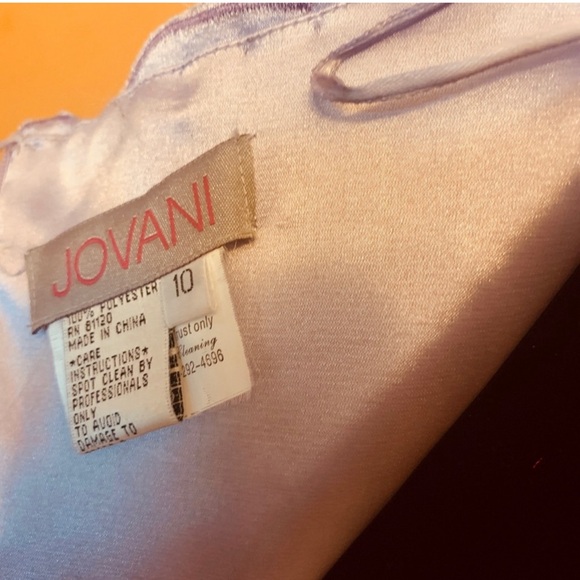 JOVANI
10
100% POLYESTER
RN 81120
MADE IN CHINA
*CARE
INSTRUCTIONS*
SPOT CLEAN BY
PROFESSIONALS
ONLY
TO AVOID
DAMAGE TO
ust only
leaning
292-4696